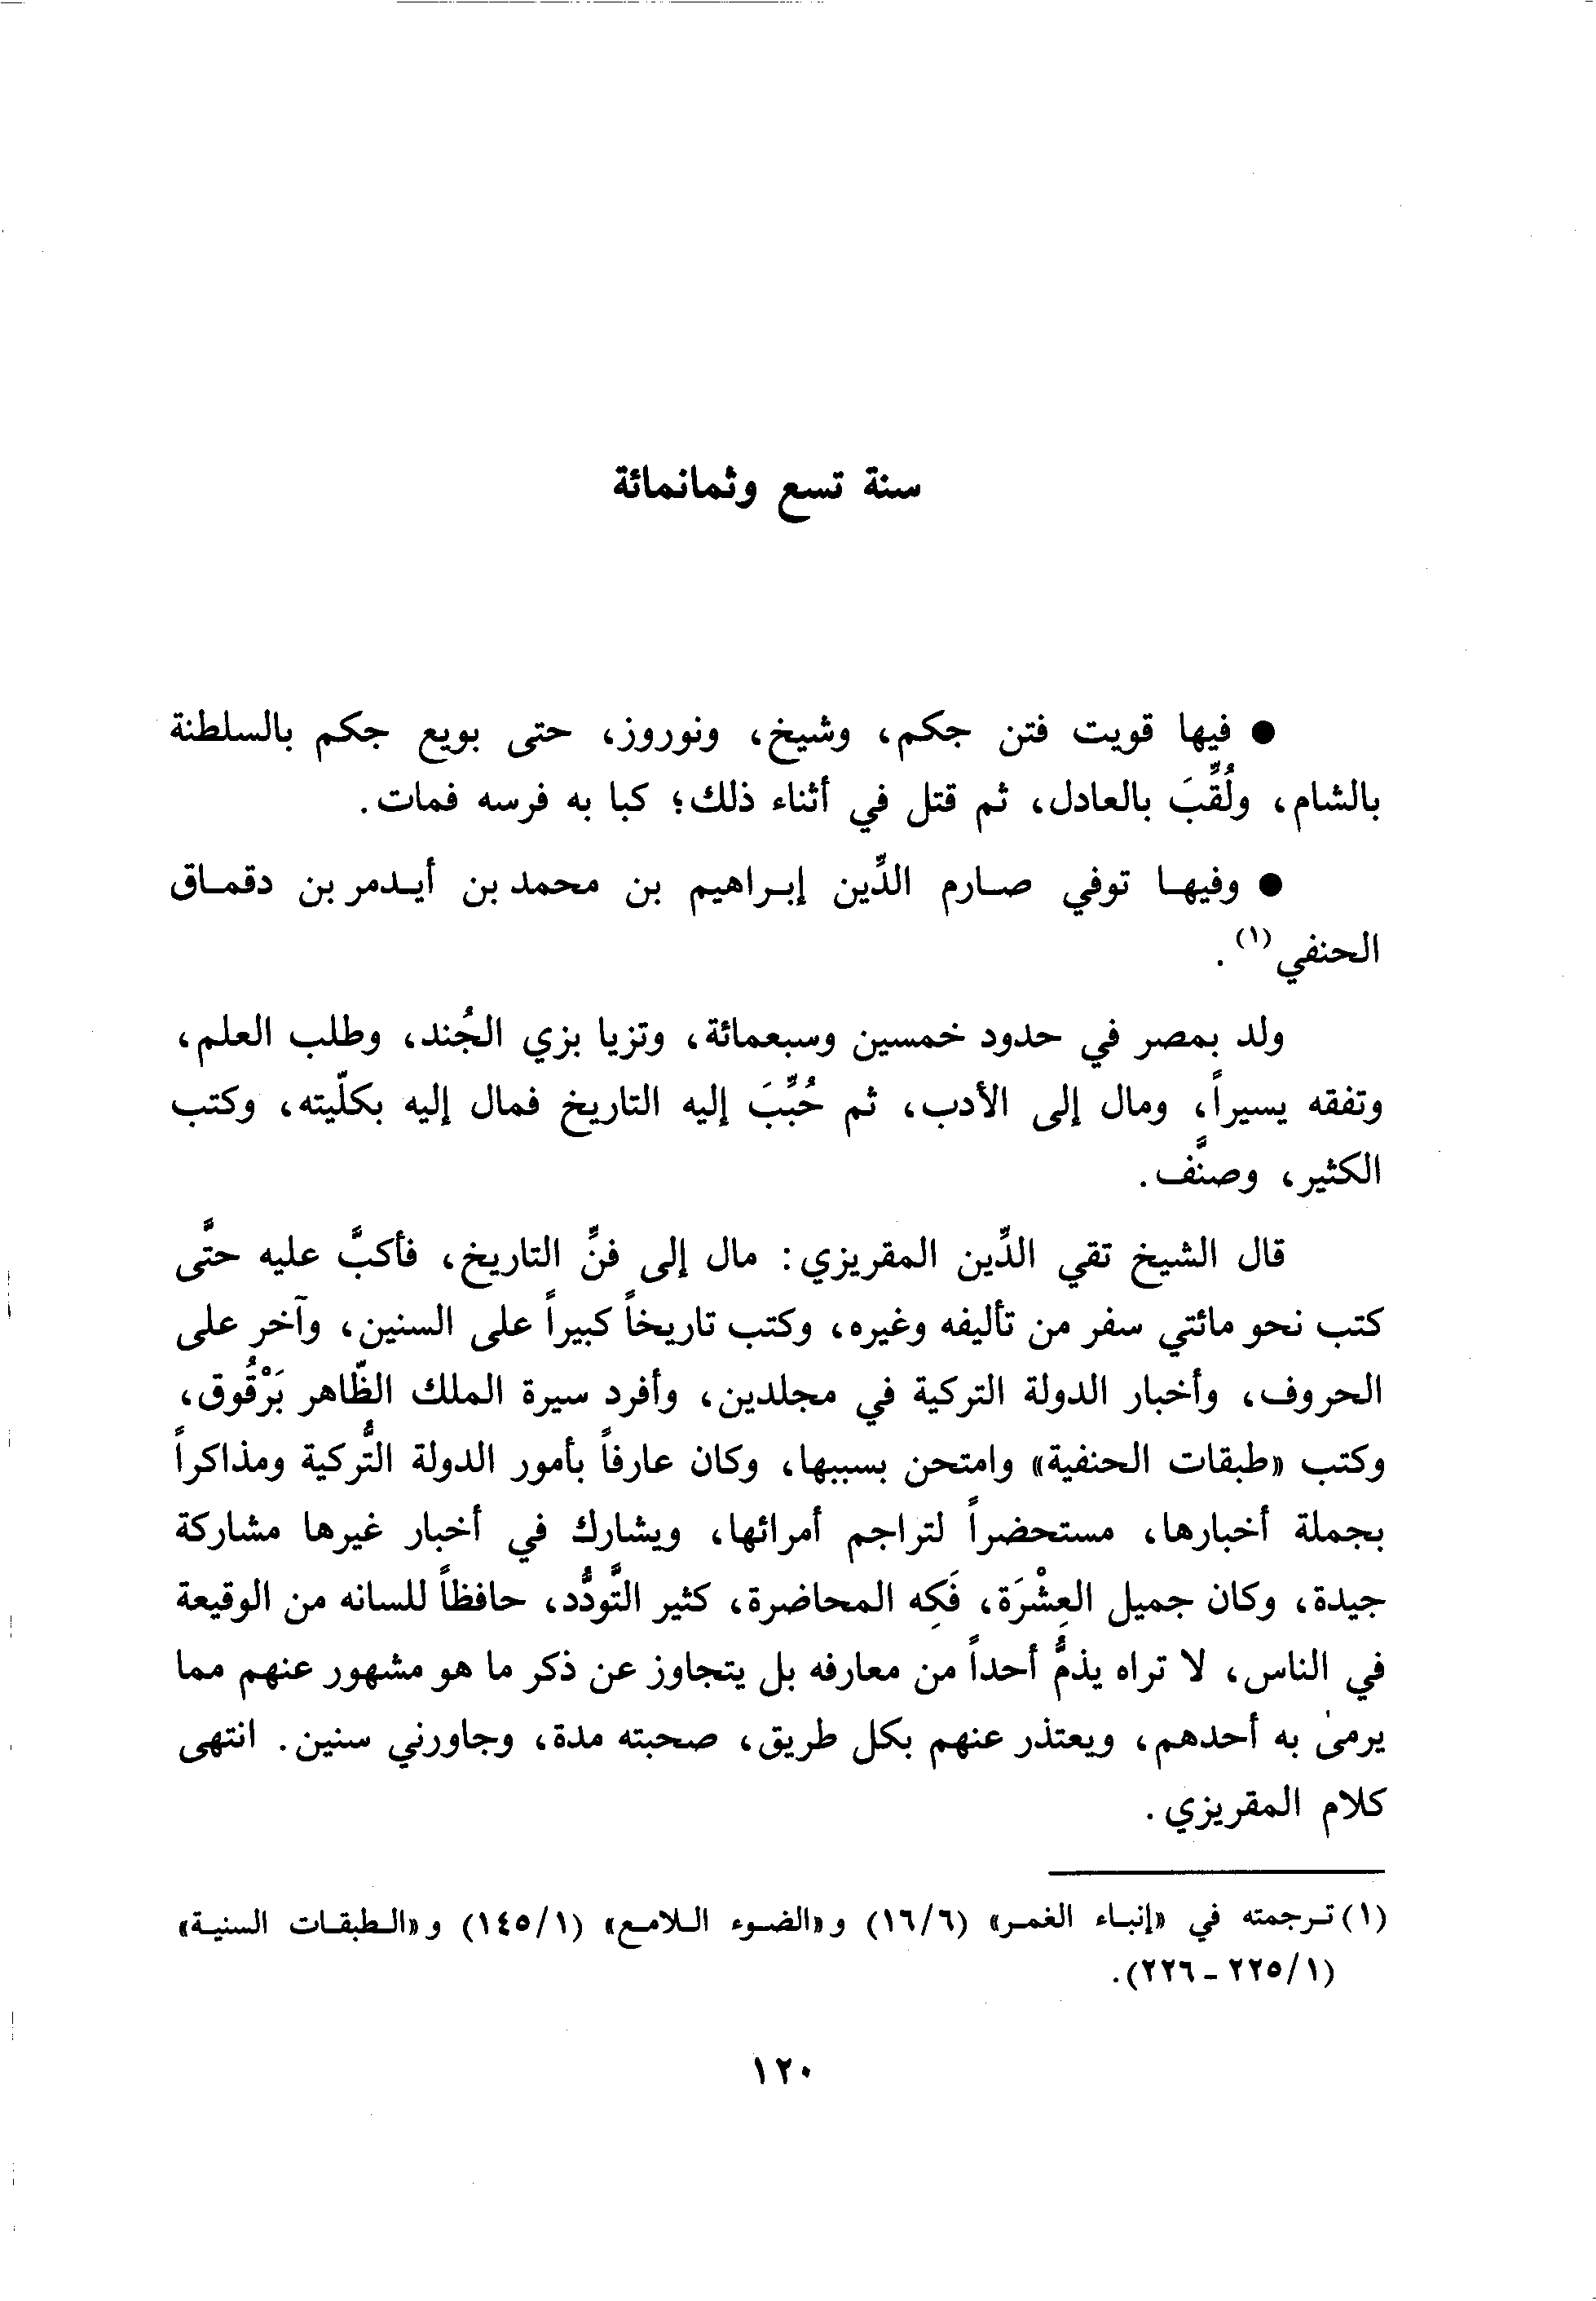 سنة تسع وثمانمائة
● فيها قويت فتن جكم، وشيخ، ونوروز، حتى بويع جكم بالسلطنة
بالشام، ولُقِّبَ بالعادل، ثم قتل في أثناء ذلك؛ كبا به فرسه فمات.
● وفيها توفي صارم الدِّين إبراهيم بن محمد بن أيدمر بن دقماق
الحنفي (١).
ولد بمصر في حدود خمسين وسبعمائة، وتزيا بزي الجُند، وطلب العلم،
وتفقه يسيراً، ومال إلى الأدب، ثم حُبِّبَ إليه التاريخ فمال إليه بكلّيته، وكتب
الكثير، وصنَّف.
قال الشيخ تقي الدِّين المقريزي: مال إلى فنِّ التاريخ، فأكبَّ عليه حتَّى
كتب نحو مائتي سفر من تأليفه وغيره، وكتب تاريخاً كبيراً على السنين، وآخر على
الحروف، وأخبار الدولة التركية في مجلدين، وأفرد سيرة الملك الظّاهر بَرْقُوق،
وكتب «طبقات الحنفية» وامتحن بسببها، وكان عارفاً بأمور الدولة التُّركية ومذاكراً
بجملة أخبارها، مستحضراً لتراجم أمرائها، ويشارك في أخبار غيرها مشاركة
جيدة، وكان جميل العِشْرَة، فَكِه المحاضرة، كثير التَّودُّد، حافظاً للسانه من الوقيعة
في الناس، لا تراه يذمُّ أحداً من معارفه بل يتجاوز عن ذكر ما هو مشهور عنهم مما
يرمىٰ به أحدهم، ويعتذر عنهم بكل طريق، صحبته مدة، وجاورني سنين. انتهى
كلام المقريزي.
(١) ترجمته في «إنباء الغمر» (١٦/٦) و«الضوء اللامع» (١٤٥/١) و«الطبقات السنية»
(٢٢٥/١ ـ ٢٢٦).
١٢٠